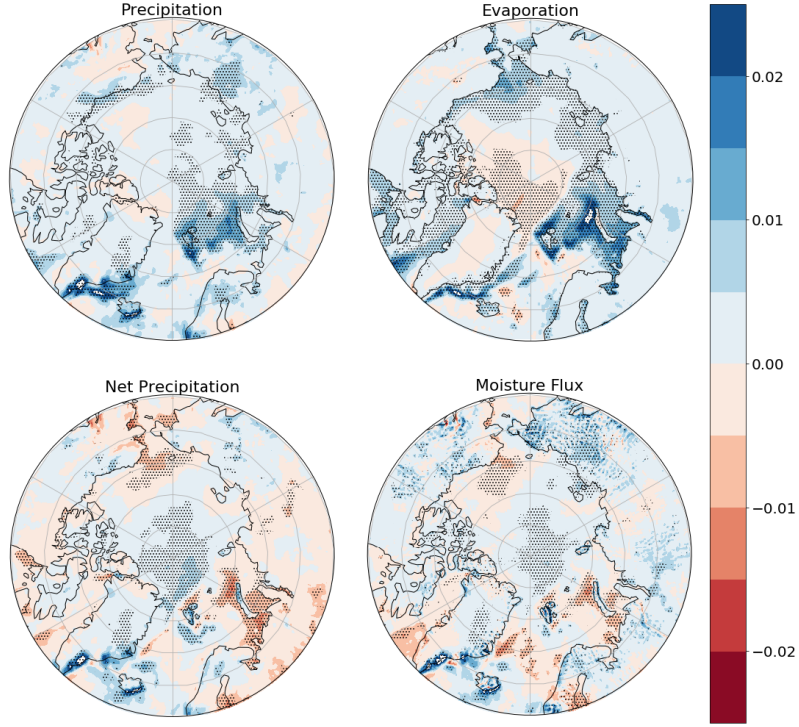 Precipitation
Evaporation
Net Precipitation
Moisture Flux
0.02
0.01
0.00
−0.01
−0.02